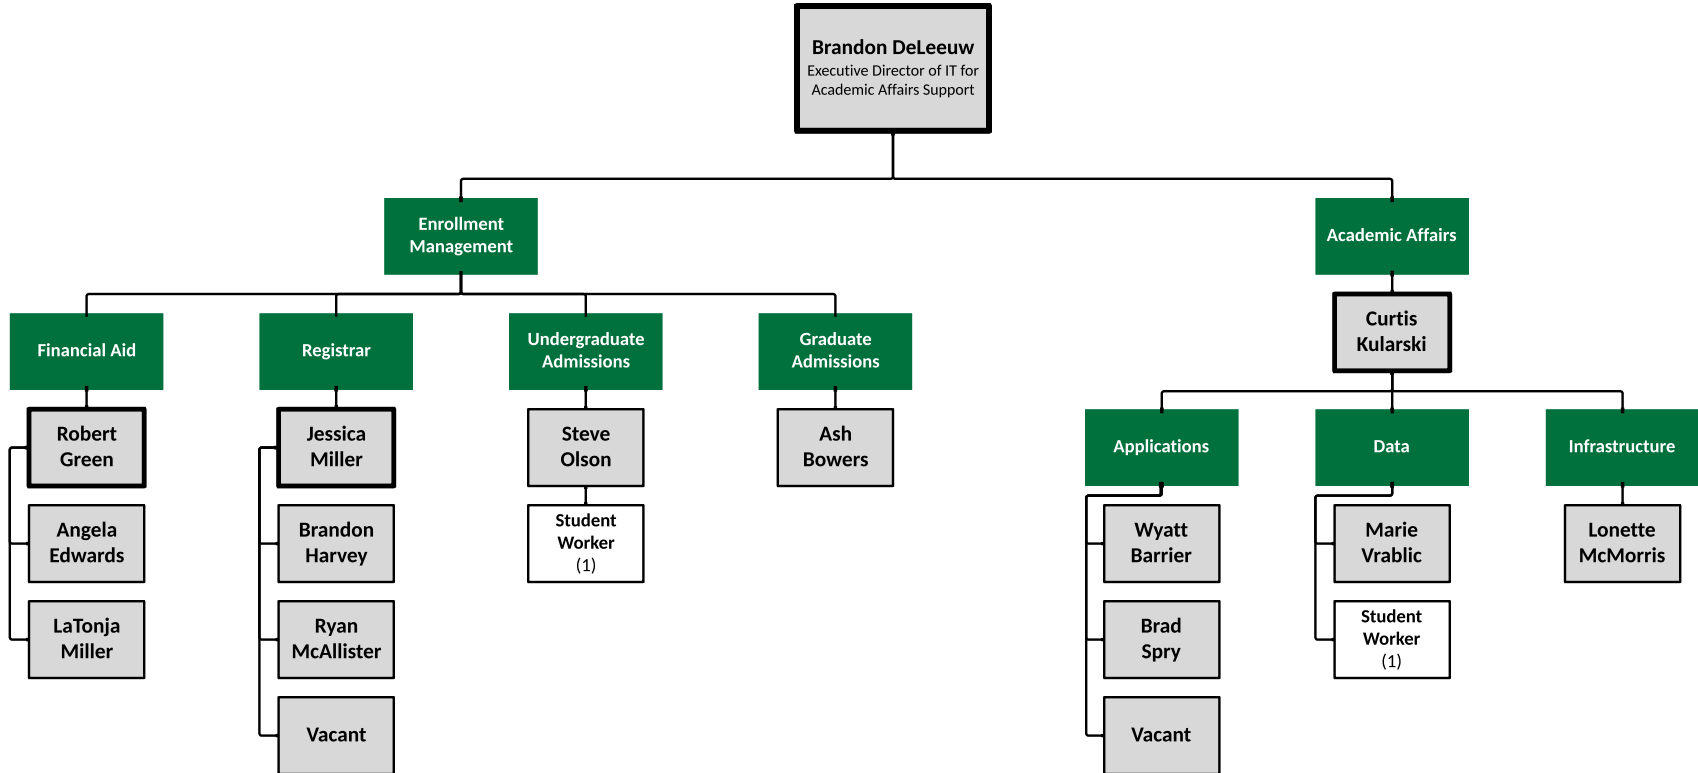 Brandon DeLeeuw
Executive Director of IT for
Academic Affairs Support
Enrollment
Management
Academic Affairs
Financial Aid
Registrar
Undergraduate
Admissions
Graduate
Admissions
Curtis
Kularski
Robert
Green
Angela
Edwards
LaTonja
Miller
Jessica
Miller
Brandon
Harvey
Ryan
McAllister
Vacant
Steve
Olson
Student
Worker
(1)
Ash
Bowers
Applications
Data
Infrastructure
Wyatt
Barrier
Brad
Spry
Vacant
Marie
Vrablic
Student
Worker
(1)
Lonette
McMorris